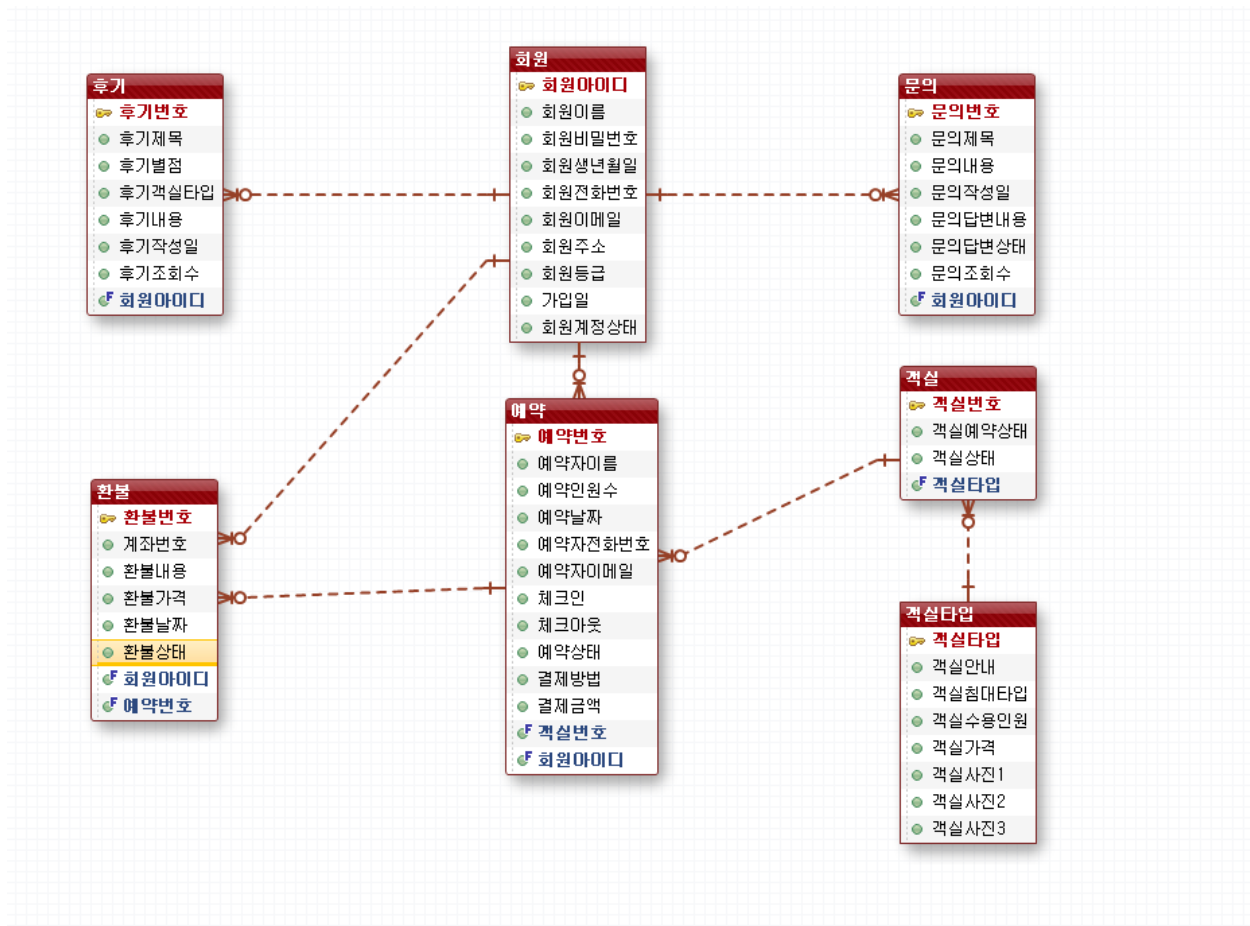 후기
후기번호
후기제목
후기별점
후기객실타입
후기내용
후기작성일
후기조회수
회원아이디
회원
회원아이디
회원이름
회원비밀번호
회원생년월일
회원전화번호
회원이메일
회원주소
회원등급
가입일
회원계정상태
문의
문의번호
문의제목
문의내용
문의작성일
문의답변내용
문의답변상태
문의조회수
회원아이디
환불
환불번호
계좌번호
환불내용
환불가격
환불날짜
환불상태
회원아이디
예약번호
예약
예약번호
예약자이름
예약인원수
예약날짜
예약자전화번호
예약자이메일
체크인
체크아웃
예약상태
결제방법
결제금액
객실번호
회원아이디
객실
객실번호
객실예약상태
객실상태
객실타입
객실타입
객실타입
객실안내
객실침대타입
객실수용인원
객실가격
객실사진1
객실사진2
객실사진3